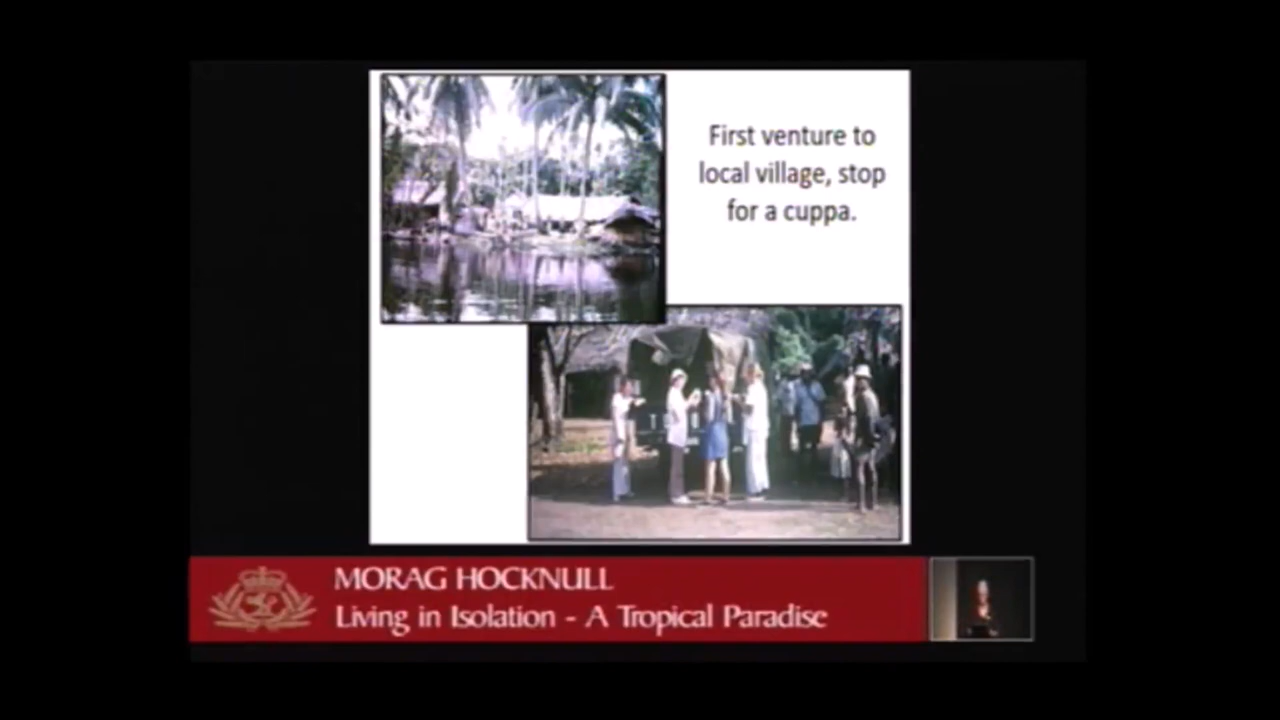 First venture to
local village, stop
for a cuppa.
MORAG HOCKNULL
Living in Isolation - A Tropical Paradise